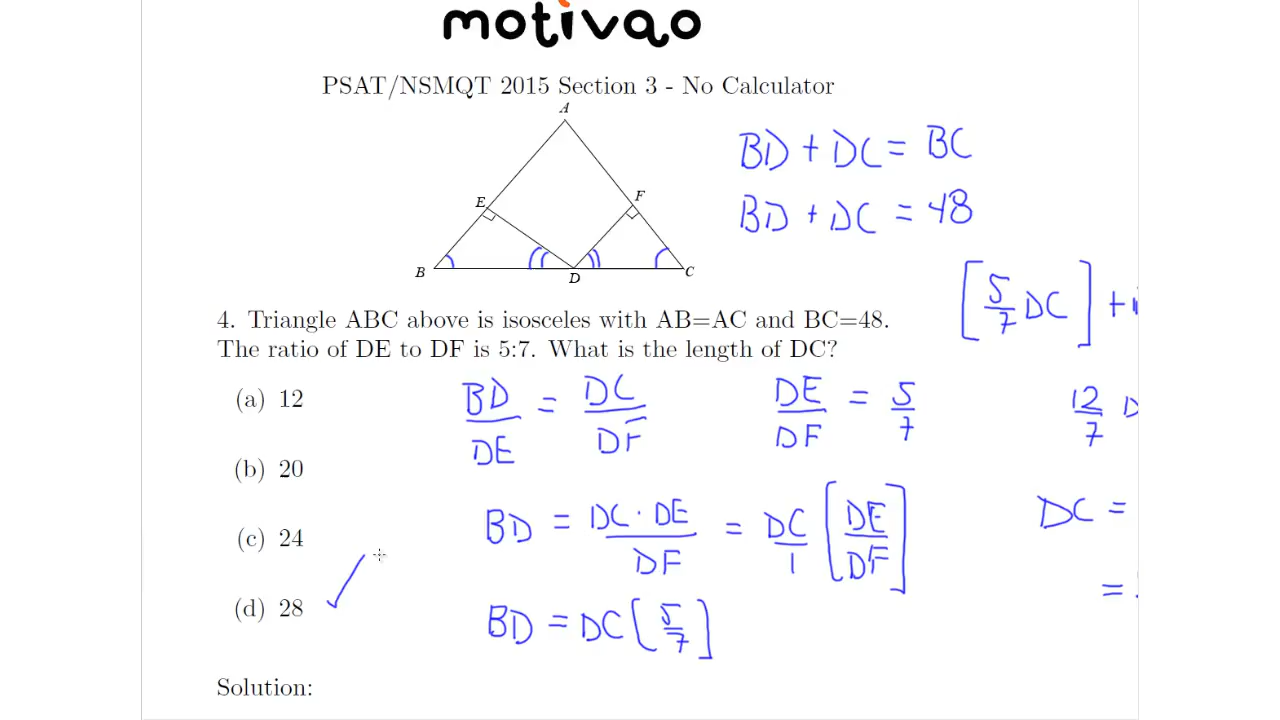 motivao
PSAT/NSMQT 2015 Section 3 - No Calculator
A
E
F
B
D
C
BD + DC = BC
BD + DC = 48
[5/7 DC] +
4. Triangle ABC above is isosceles with AB=AC and BC=48.
The ratio of DE to DF is 5:7. What is the length of DC?
(a) 12
(b) 20
(c) 24
(d) 28
BD/DE = DC/DF
DE/DF = 5/7
12/7 D
BD = DC · DE/DF = DC/1 [DE/DF]
DC =
=
BD = DC (5/7)
Solution: